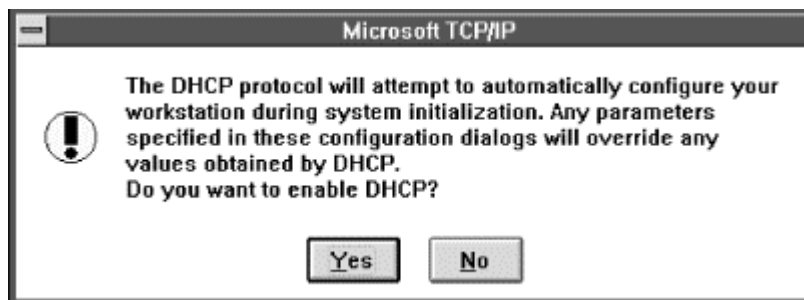 Microsoft TCP/IP
The DHCP protocol will attempt to automatically configure your
workstation during system initialization. Any parameters
specified in these configuration dialogs will override any
values obtained by DHCP.
Do you want to enable DHCP?
Yes No